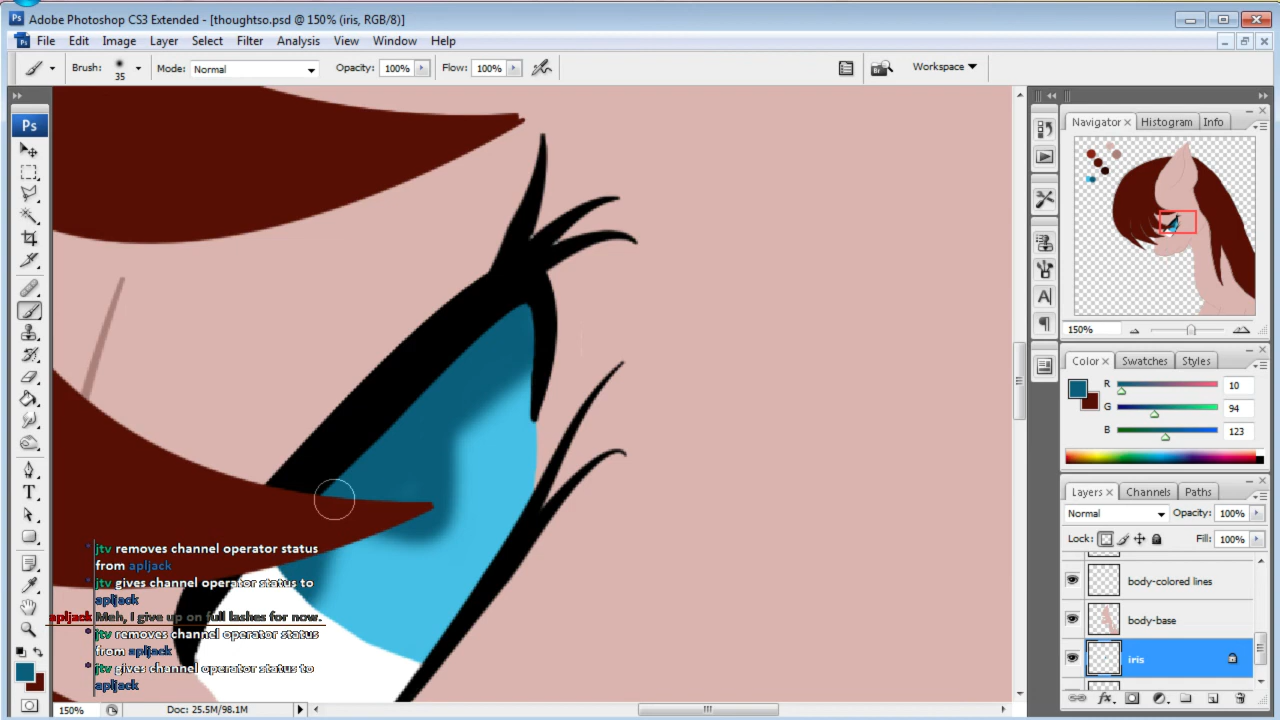 Ps Adobe Photoshop CS3 Extended - [thoughtso.psd @ 150% (iris, RGB/8)]
File Edit Image Layer Select Filter Analysis View Window Help
Brush: 35 Mode: Normal Opacity: 100% Flow: 100% Workspace
Ps
T
Navigator × Histogram Info
150%
Color × Swatches Styles
R 10
G 94
B 123
Layers × Channels Paths
Normal Opacity: 100%
Lock: Fill: 100%
body-colored lines
body-base
iris
* jtv removes channel operator status
from apljack
* jtv gives channel operator status to
apljack
apljack Meh, I give up on full lashes for now.
* jtv removes channel operator status
from apljack
* jtv gives channel operator status to
apljack
150% Doc: 25.5M/98.1M